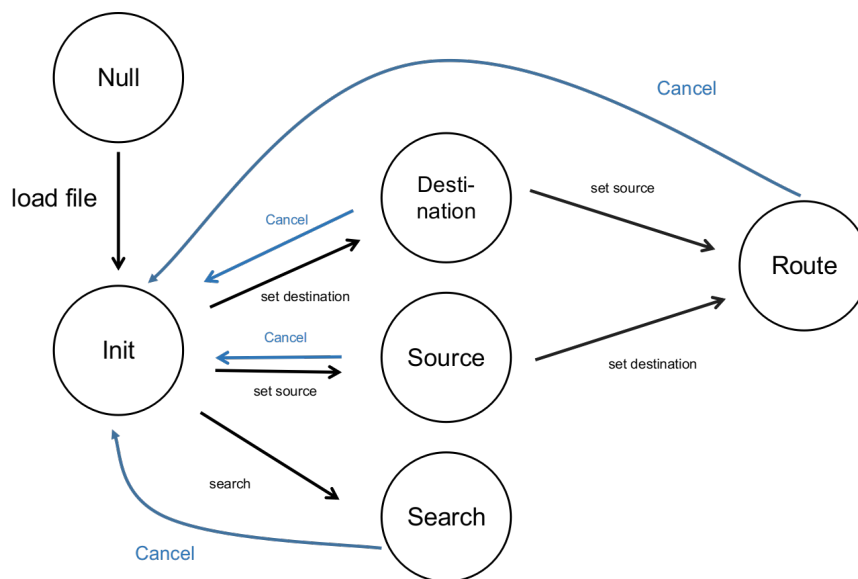 Null
Cancel
load file
Desti-
nation
set source
Cancel
Route
set destination
Init
Cancel
Source
set source
set destination
search
Search
Cancel